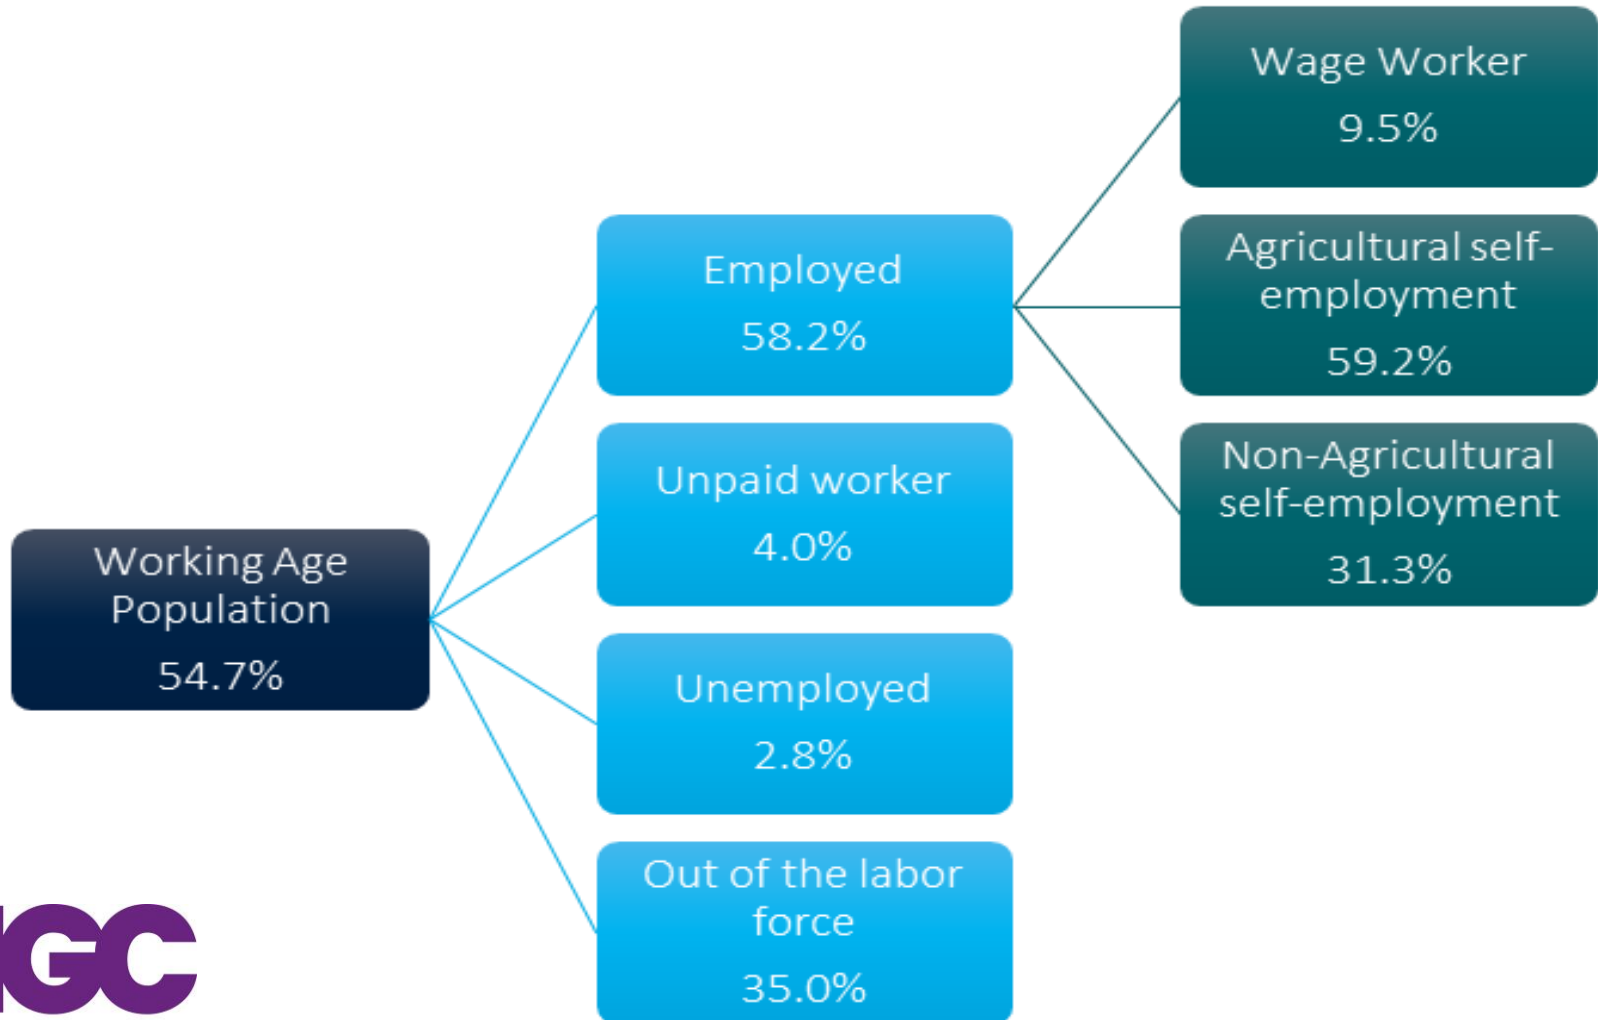 Working Age
Population
54.7%
Employed
58.2%
Unpaid worker
4.0%
Unemployed
2.8%
Out of the labor
force
35.0%
Wage Worker
9.5%
Agricultural self-
employment
59.2%
Non-Agricultural
self-employment
31.3%
IGC